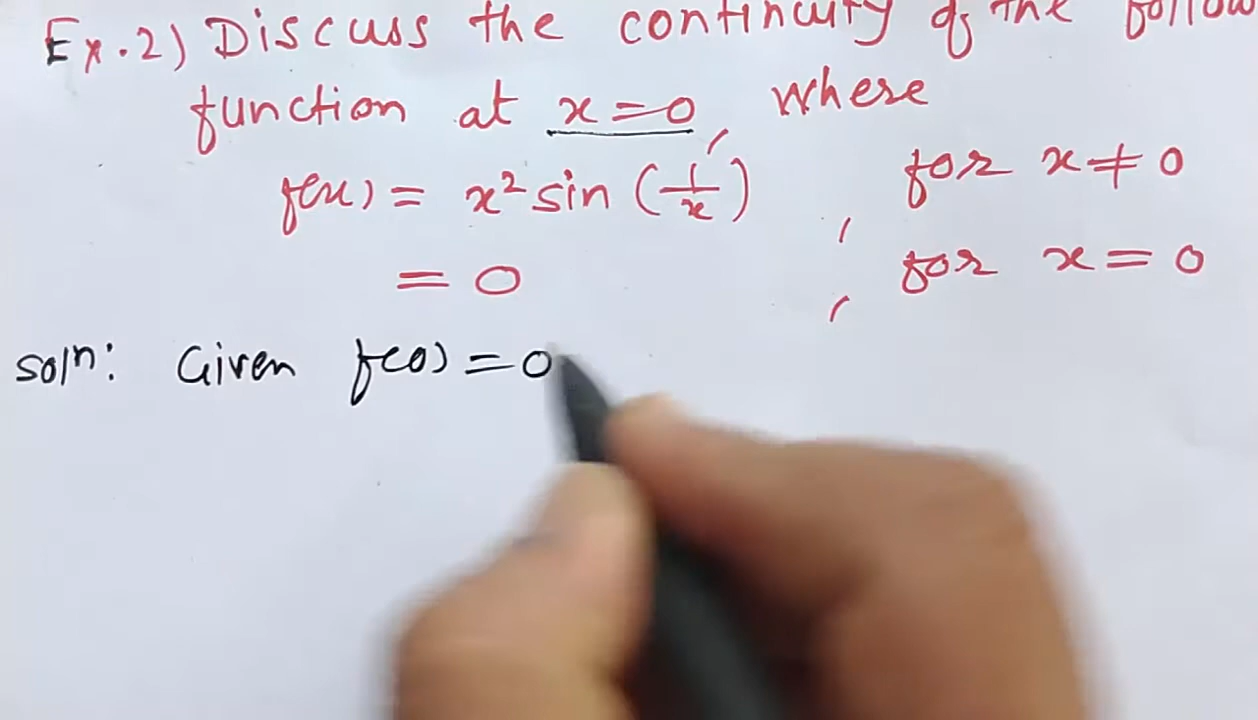 Ex.2) Discuss the continuity of the follow
function at x=0, where
f(x) = x² sin (1/x), for x≠0
= 0, for x=0
soln: Given f(0) = 0